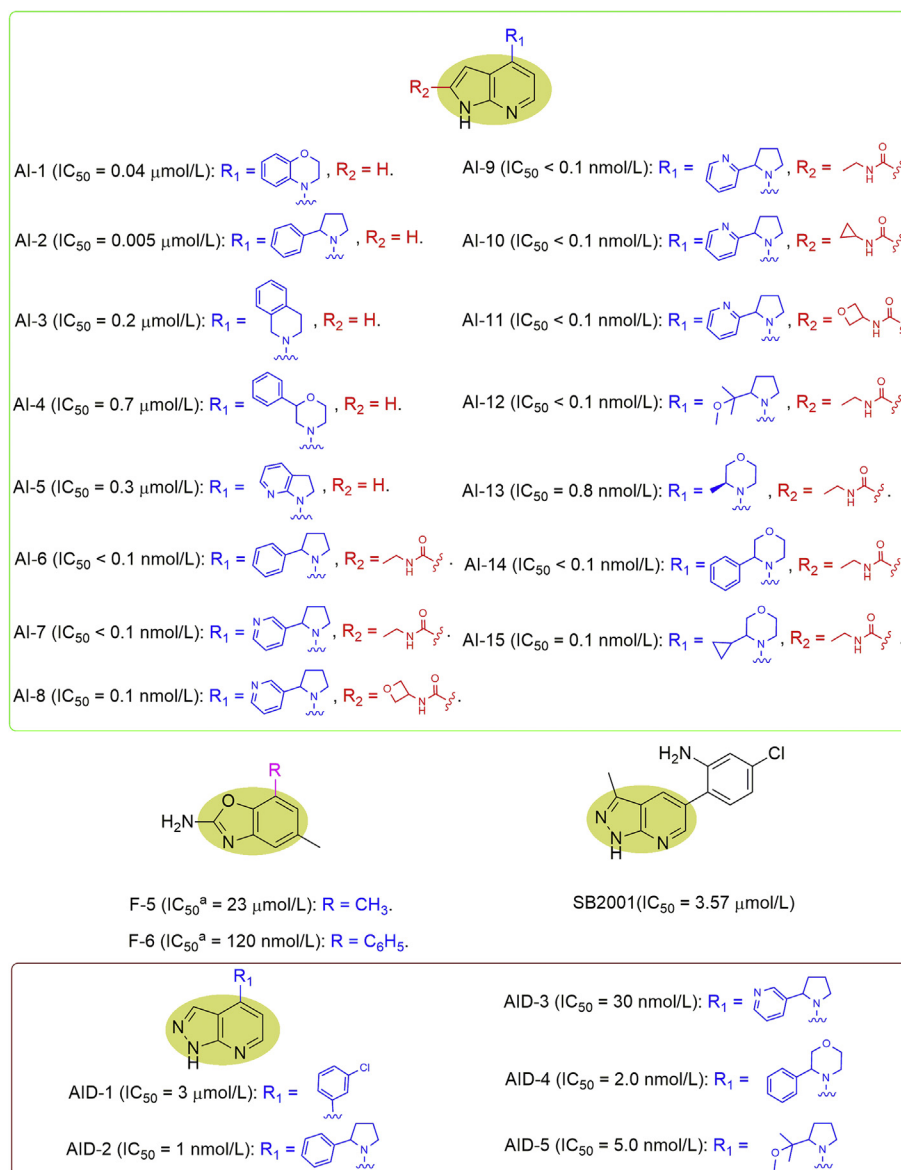 R1
R2
N
H
N
AI-1 (IC50 = 0.04 μmol/L): R1 = , R2 = H.
O
N
AI-2 (IC50 = 0.005 μmol/L): R1 = , R2 = H.
N
AI-3 (IC50 = 0.2 μmol/L): R1 = , R2 = H.
N
AI-4 (IC50 = 0.7 μmol/L): R1 = , R2 = H.
O
N
AI-5 (IC50 = 0.3 μmol/L): R1 = , R2 = H.
N
N
AI-6 (IC50 < 0.1 nmol/L): R1 = , R2 = .
N
O
N
H
AI-7 (IC50 < 0.1 nmol/L): R1 = , R2 = .
N
N
O
N
H
AI-8 (IC50 = 0.1 nmol/L): R1 = , R2 = .
N
N
O
O
N
H
AI-9 (IC50 < 0.1 nmol/L): R1 = , R2 =
N
N
O
N
H
AI-10 (IC50 < 0.1 nmol/L): R1 = , R2 =
N
N
O
N
H
AI-11 (IC50 < 0.1 nmol/L): R1 = , R2 =
N
N
O
O
N
H
AI-12 (IC50 < 0.1 nmol/L): R1 = , R2 =
O
N
O
N
H
AI-13 (IC50 = 0.8 nmol/L): R1 = , R2 = .
O
N
O
N
H
AI-14 (IC50 < 0.1 nmol/L): R1 = , R2 =
O
N
O
N
H
AI-15 (IC50 = 0.1 nmol/L): R1 = , R2 = .
O
N
O
N
H
R
O
H2N
N
F-5 (IC50a = 23 μmol/L): R = CH3.
F-6 (IC50a = 120 nmol/L): R = C6H5.
H2N
Cl
N
N
H
N
SB2001(IC50 = 3.57 μmol/L)
R1
N
N
H
N
AID-1 (IC50 = 3 μmol/L): R1 =
Cl
AID-2 (IC50 = 1 nmol/L): R1 =
N
AID-3 (IC50 = 30 nmol/L): R1 =
N
N
AID-4 (IC50 = 2.0 nmol/L): R1 =
O
N
AID-5 (IC50 = 5.0 nmol/L): R1 =
O
N